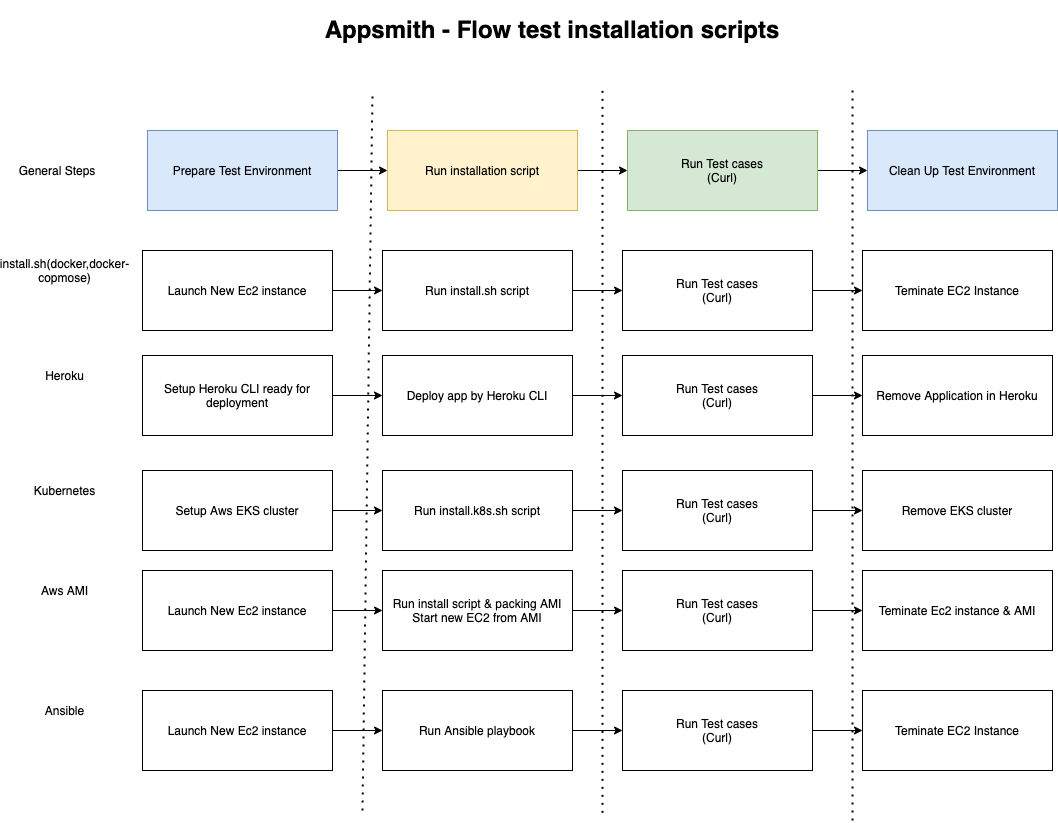 Appsmith - Flow test installation scripts
General Steps
Prepare Test Environment
Run installation script
Run Test cases
(Curl)
Clean Up Test Environment
install.sh(docker,docker-
copmose)
Launch New Ec2 instance
Run install.sh script
Run Test cases
(Curl)
Teminate EC2 Instance
Heroku
Setup Heroku CLI ready for
deployment
Deploy app by Heroku CLI
Run Test cases
(Curl)
Remove Application in Heroku
Kubernetes
Setup Aws EKS cluster
Run install.k8s.sh script
Run Test cases
(Curl)
Remove EKS cluster
Aws AMI
Launch New Ec2 instance
Run install script & packing AMI
Start new EC2 from AMI
Run Test cases
(Curl)
Teminate Ec2 instance & AMI
Ansible
Launch New Ec2 instance
Run Ansible playbook
Run Test cases
(Curl)
Teminate EC2 Instance